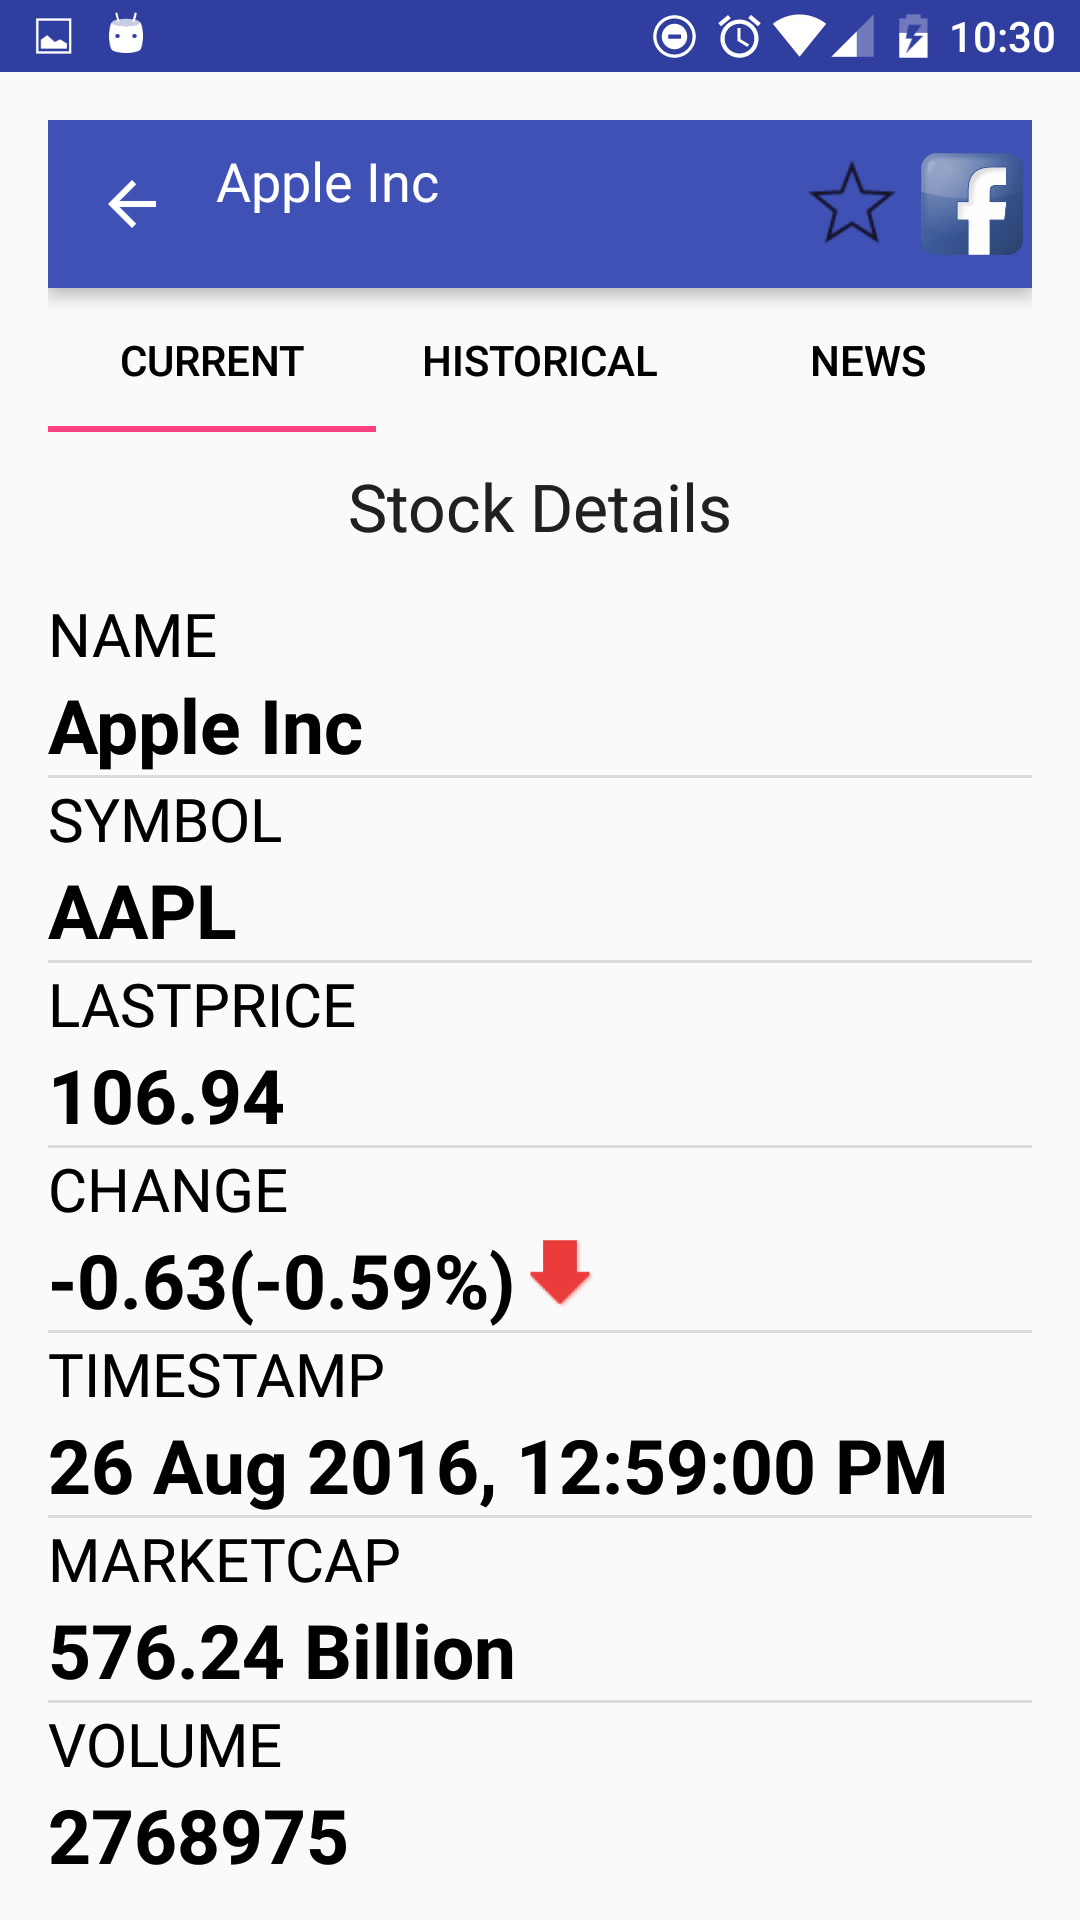 10:30
Apple Inc
CURRENT HISTORICAL NEWS
Stock Details
NAME
Apple Inc
SYMBOL
AAPL
LASTPRICE
106.94
CHANGE
-0.63(-0.59%)
TIMESTAMP
26 Aug 2016, 12:59:00 PM
MARKETCAP
576.24 Billion
VOLUME
2768975